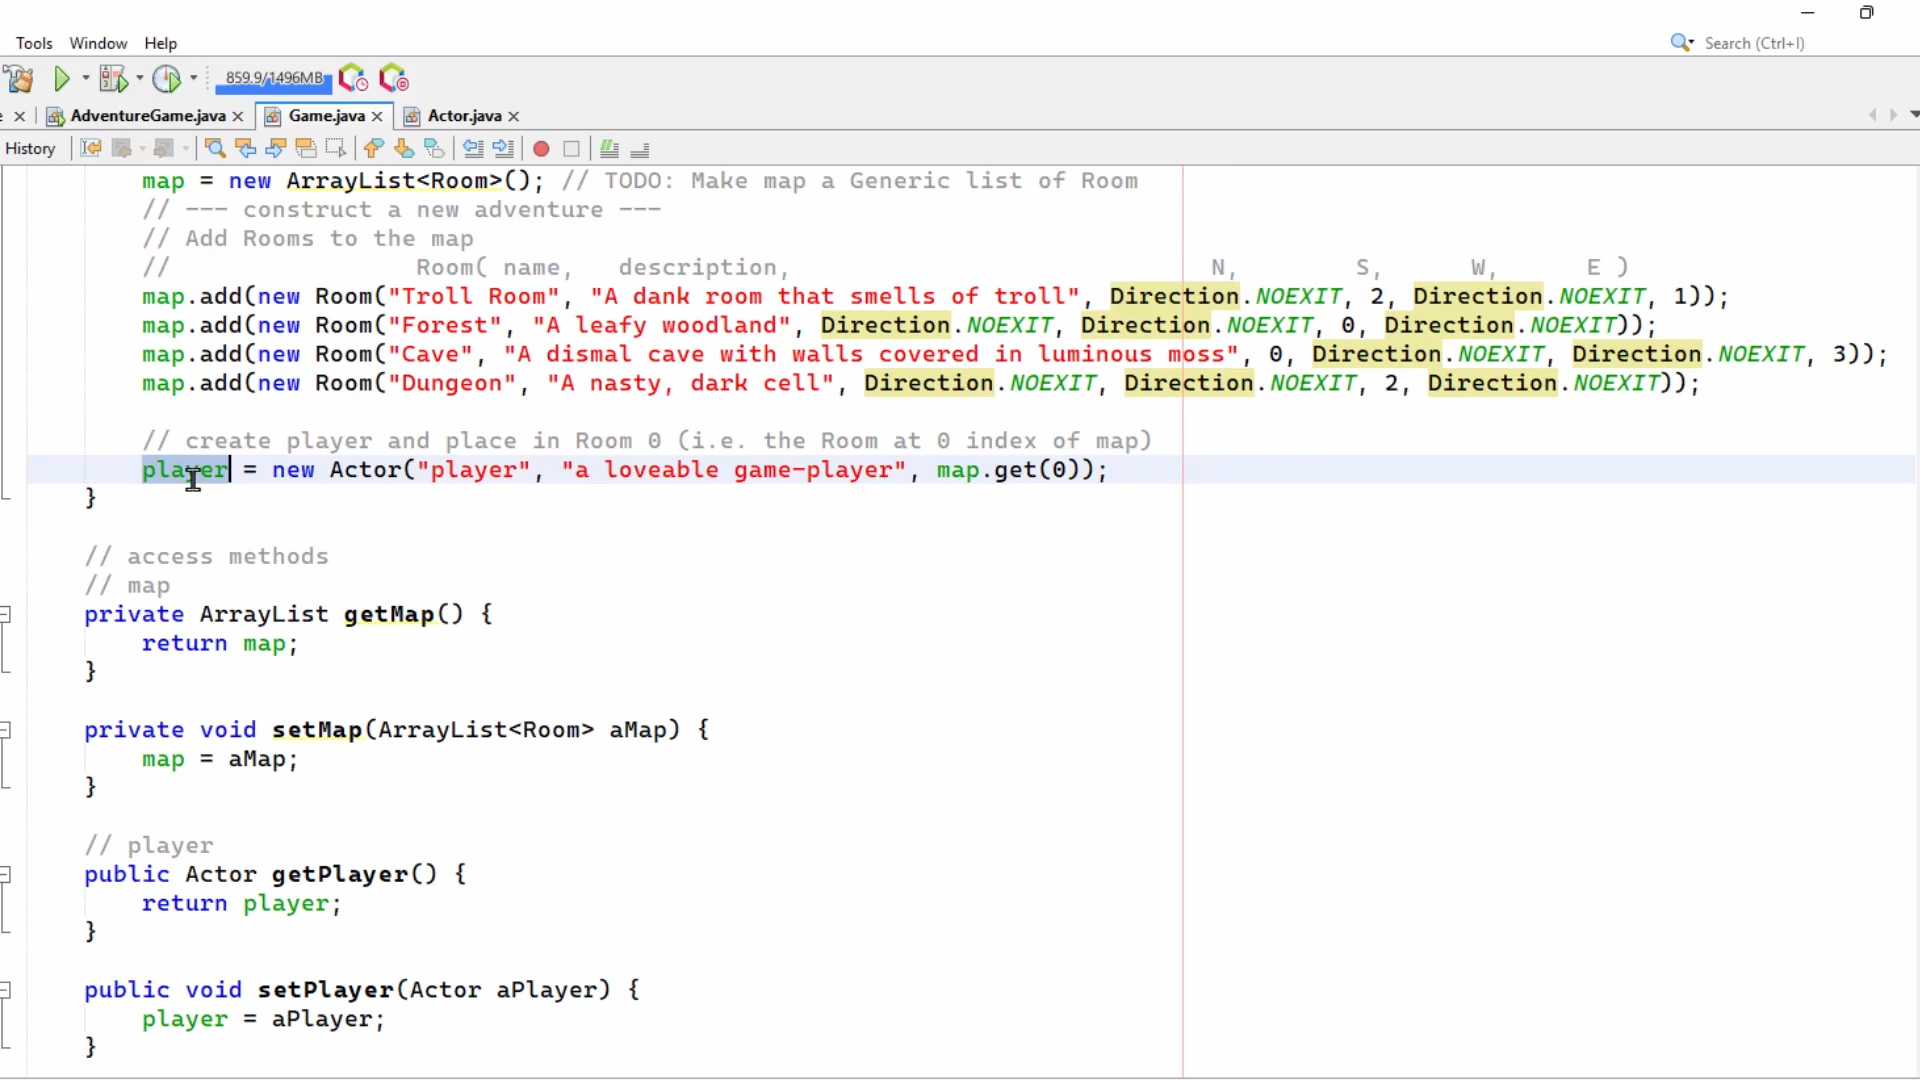 Tools Window Help
Search (Ctrl+I)
859.9/1496MB
AdventureGame.java Game.java Actor.java
History
map = new ArrayList<Room>(); // TODO: Make map a Generic list of Room
// --- construct a new adventure ---
// Add Rooms to the map
// Room( name, description, N, S, W, E )
map.add(new Room("Troll Room", "A dank room that smells of troll", Direction.NOEXIT, 2, Direction.NOEXIT, 1));
map.add(new Room("Forest", "A leafy woodland", Direction.NOEXIT, Direction.NOEXIT, 0, Direction.NOEXIT));
map.add(new Room("Cave", "A dismal cave with walls covered in luminous moss", 0, Direction.NOEXIT, Direction.NOEXIT, 3));
map.add(new Room("Dungeon", "A nasty, dark cell", Direction.NOEXIT, Direction.NOEXIT, 2, Direction.NOEXIT));
// create player and place in Room 0 (i.e. the Room at 0 index of map)
player = new Actor("player", "a loveable game-player", map.get(0));
}
// access methods
// map
private ArrayList getMap() {
return map;
}
private void setMap(ArrayList<Room> aMap) {
map = aMap;
}
// player
public Actor getPlayer() {
return player;
}
public void setPlayer(Actor aPlayer) {
player = aPlayer;
}